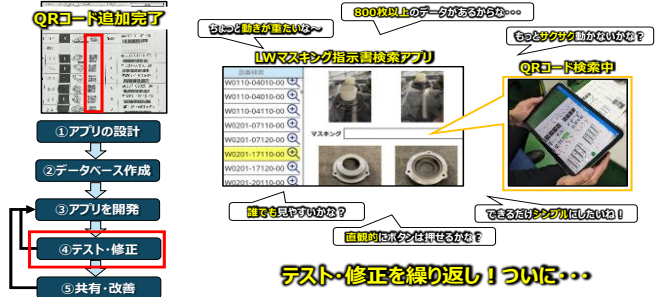 QRコード追加完了
①アプリの設計
②データベース作成
③アプリを開発
④テスト・修正
⑤共有・改善
800枚以上のデータがあるからな・・・
ちょっと動きが重たいな～
もっとサクサク動かないかな？
LWマスキング指示書検索アプリ
QRコード検索中
品番検索
W0110-04010-00
W0110-04020-00
W0110-04110-00
W0201-07110-00
W0201-07120-00
W0201-17110-00
W0201-17120-00
W0201-20110-00
マスキング
誰でも見やすいかな？
直観的にボタンは押せるかな？
できるだけシンプルにしたいね！
テスト・修正を繰り返し！ついに・・・